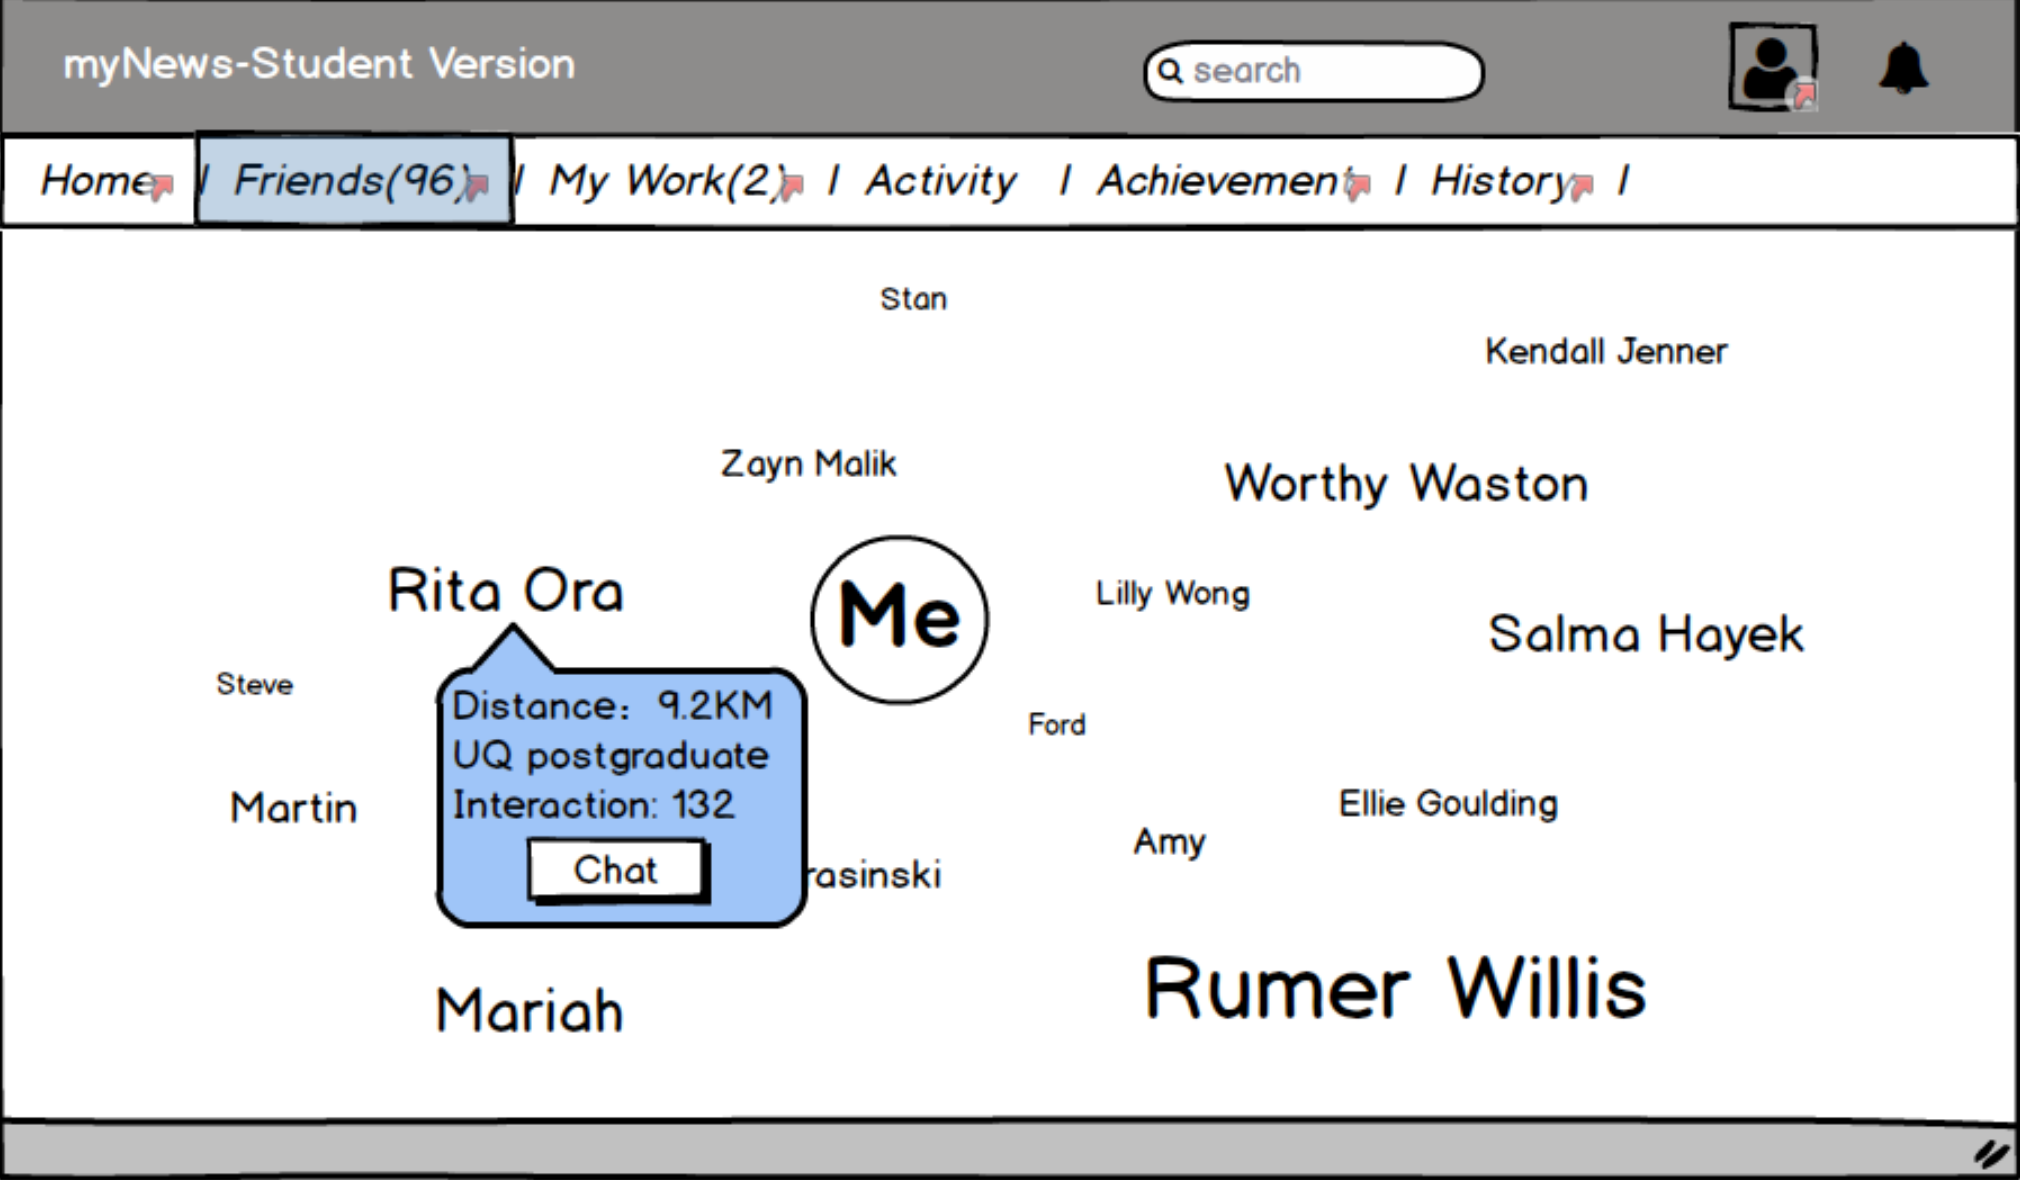 myNews-Student Version
search
Home | Friends(96) | My Work(2) | Activity | Achievement | History |
Stan
Kendall Jenner
Zayn Malik
Worthy Waston
Rita Ora
Me
Lilly Wong
Salma Hayek
Steve
Distance: 9.2KM
UQ postgraduate
Interaction: 132
Chat
Ford
Martin
Ellie Goulding
Amy
rasinski
Mariah
Rumer Willis